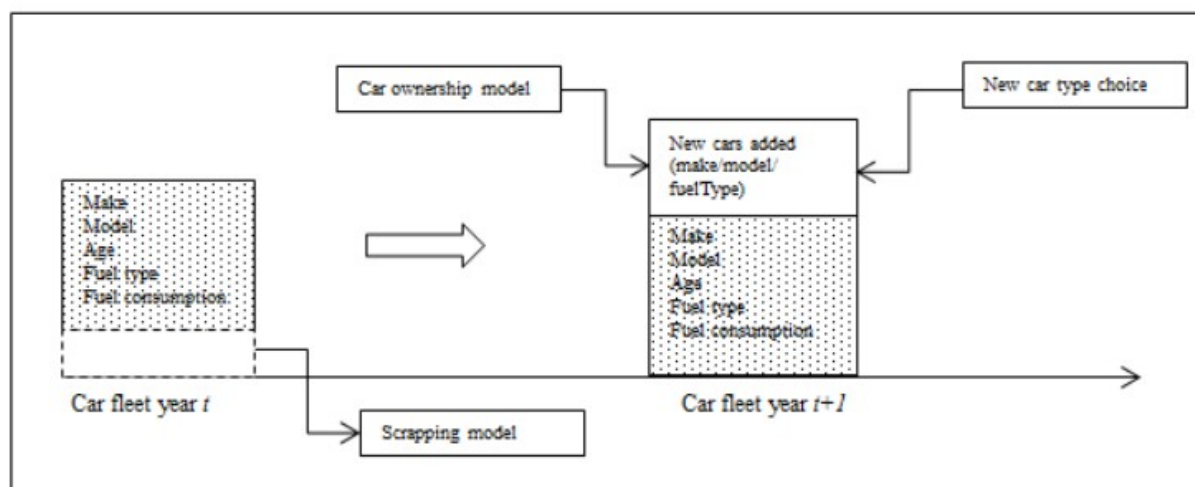 Car ownership model
New car type choice
New cars added
(make/model/
fuelType)
Make
Model
Age
Fuel type
Fuel consumption
Make
Model
Age
Fuel type
Fuel consumption
Car fleet year t
Car fleet year t+1
Scrapping model